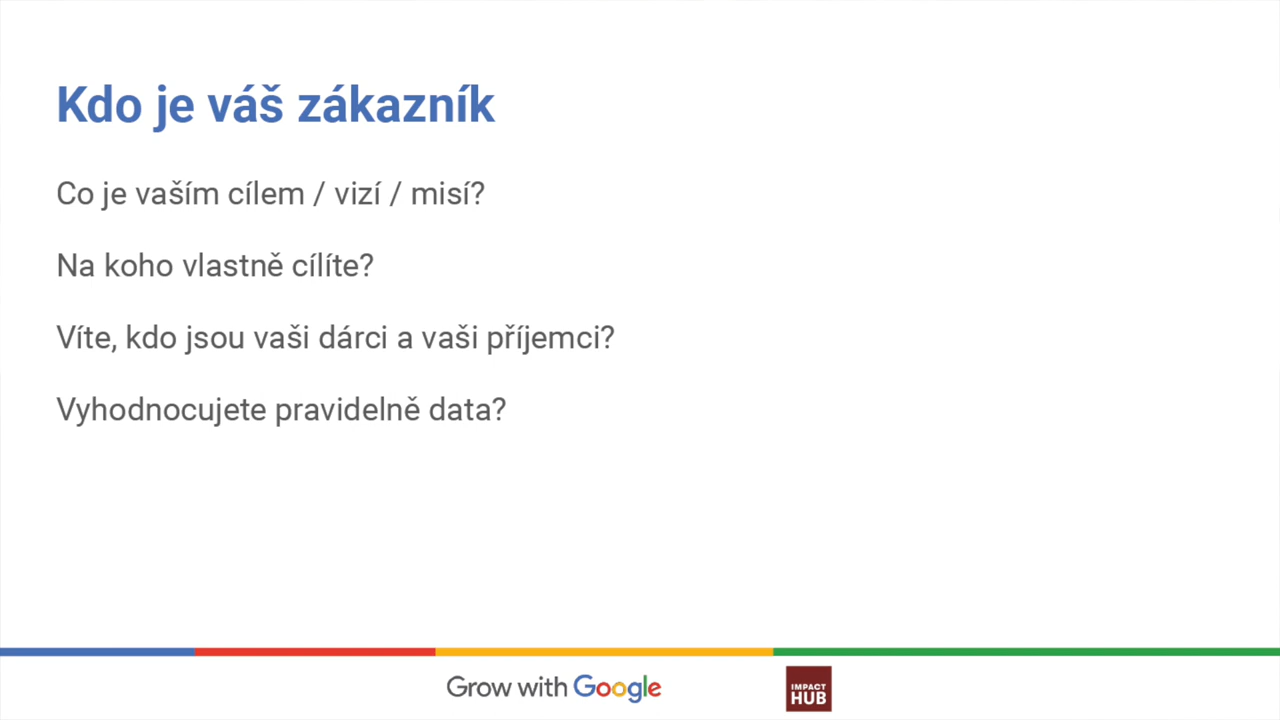 Kdo je váš zákazník
Co je vaším cílem / vizí / misí?
Na koho vlastně cílíte?
Víte, kdo jsou vaši dárci a vaši příjemci?
Vyhodnocujete pravidelně data?
Grow with Google
IMPACT
HUB